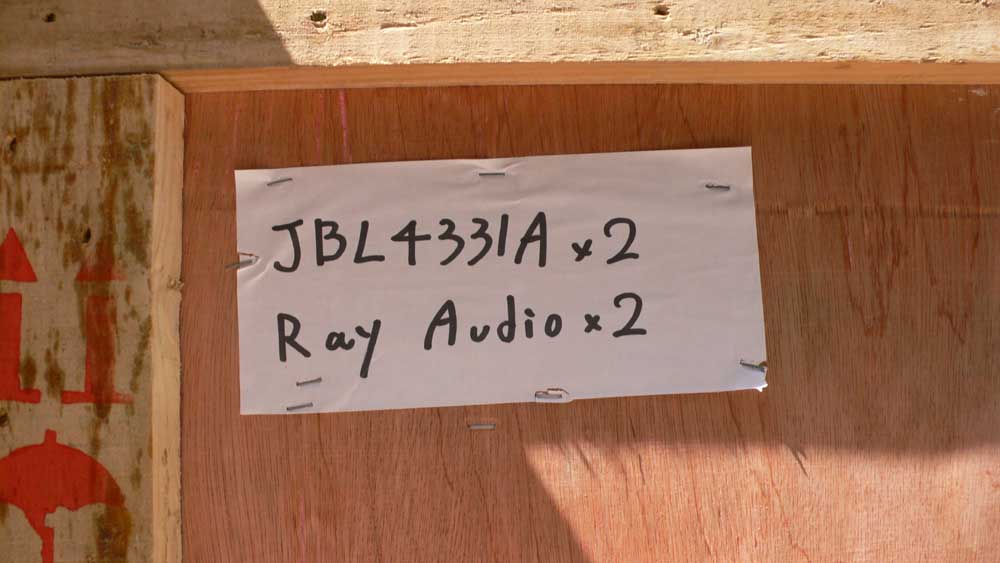 JBL4331A x2
Ray Audio x2